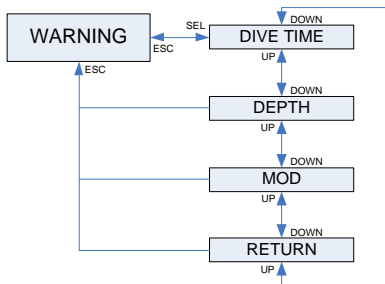 DOWN
SEL
WARNING
DIVE TIME
ESC
UP
ESC
DOWN
DEPTH
UP
DOWN
MOD
UP
DOWN
RETURN
UP